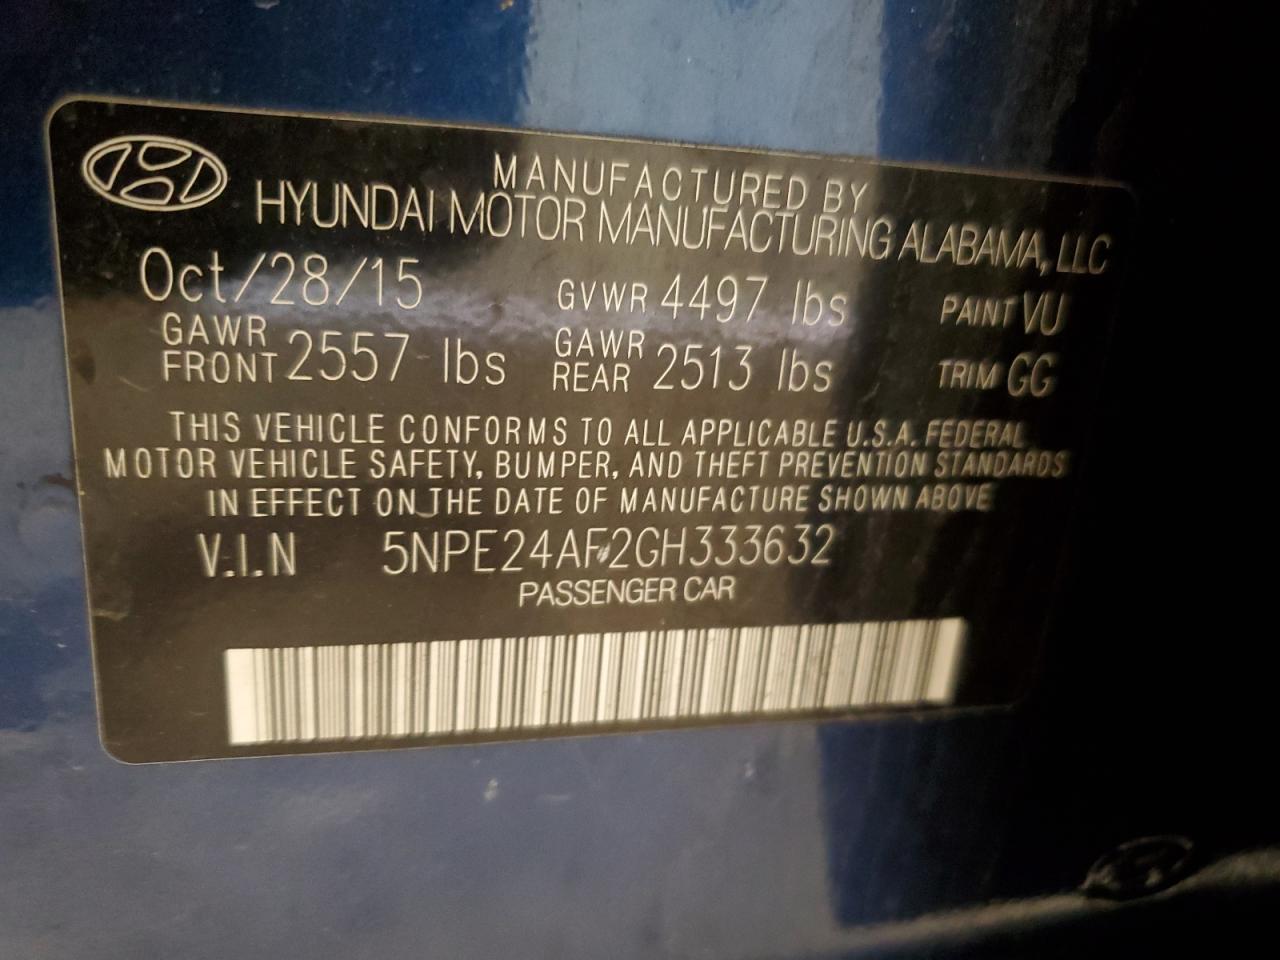 MANUFACTURED BY
HYUNDAI MOTOR MANUFACTURING ALABAMA, LLC
Oct/28/15 GVWR 4497 lbs PAINT VU
GAWR FRONT 2557 lbs GAWR REAR 2513 lbs TRIM GG
THIS VEHICLE CONFORMS TO ALL APPLICABLE U.S.A. FEDERAL
MOTOR VEHICLE SAFETY, BUMPER, AND THEFT PREVENTION STANDARDS
IN EFFECT ON THE DATE OF MANUFACTURE SHOWN ABOVE
V.I.N 5NPE24AF2GH333632
PASSENGER CAR